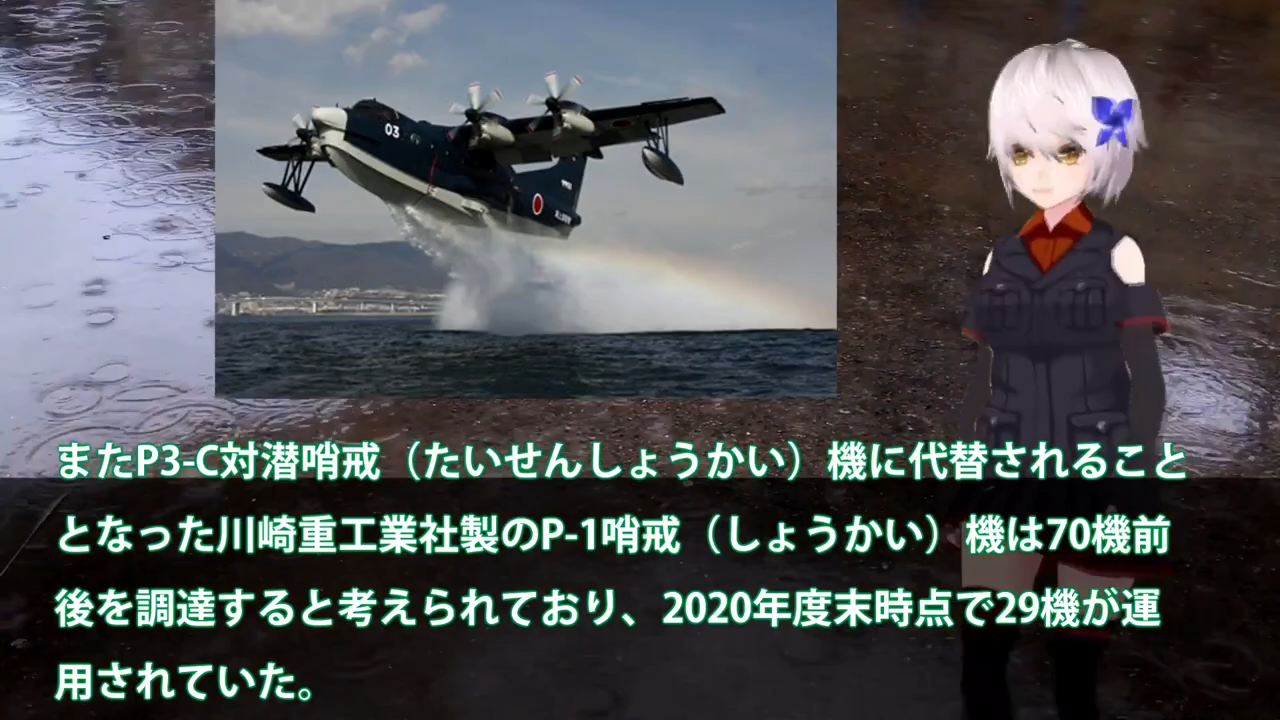 03
またP3-C対潜哨戒（たいせんしょうかい）機に代替されること
となった川崎重工業社製のP-1哨戒（しょうかい）機は70機前
後を調達すると考えられており、2020年度末時点で29機が運
用されていた。